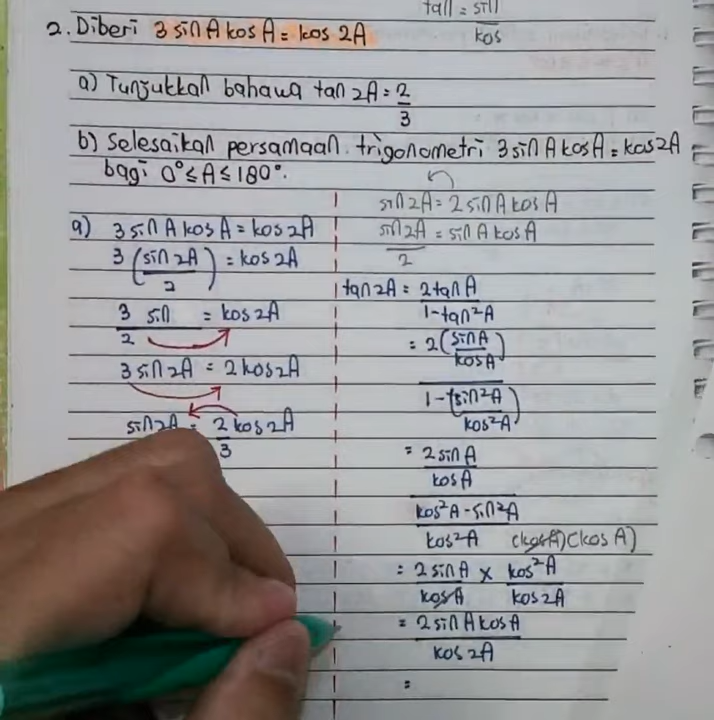 tan = sin
kos
2. Diberi 3 sin A kos A = kos 2A
a) Tunjukkan bahawa tan 2A = 2
3
b) Selesaikan persamaan trigonometri 3 sin A kos A = kos 2A
bagi 0° ≤ A ≤ 180°.
a) 3 sin A kos A = kos 2A
3 (sin 2A) = kos 2A
2
3 sin = kos 2A
2
3 sin 2A = 2 kos 2A
sin 2A = 2 kos 2A
3
sin 2A = 2 sin A kos A
sin 2A = sin A kos A
2
tan 2A = 2 tan A
1 - tan² A
= 2 (sin A)
kos A
1 - (sin² A)
kos² A
= 2 sin A
kos A
kos² A - sin² A
kos² A (kos A)(kos A)
= 2 sin A × kos² A
kos A kos 2A
= 2 sin A kos A
kos 2A
=